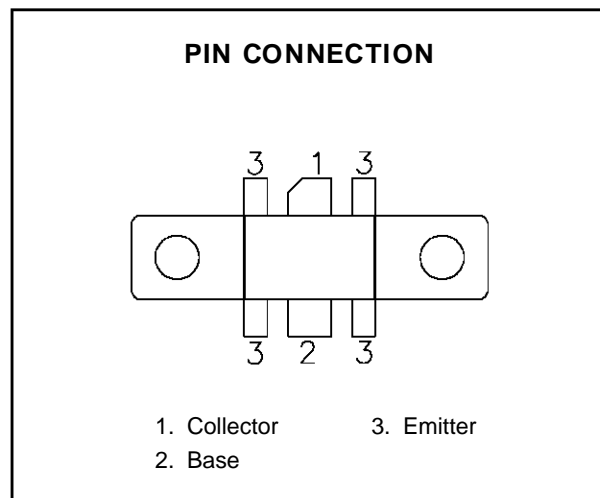 PIN CONNECTION
3 1 3
3 2 3
1. Collector 3. Emitter
2. Base